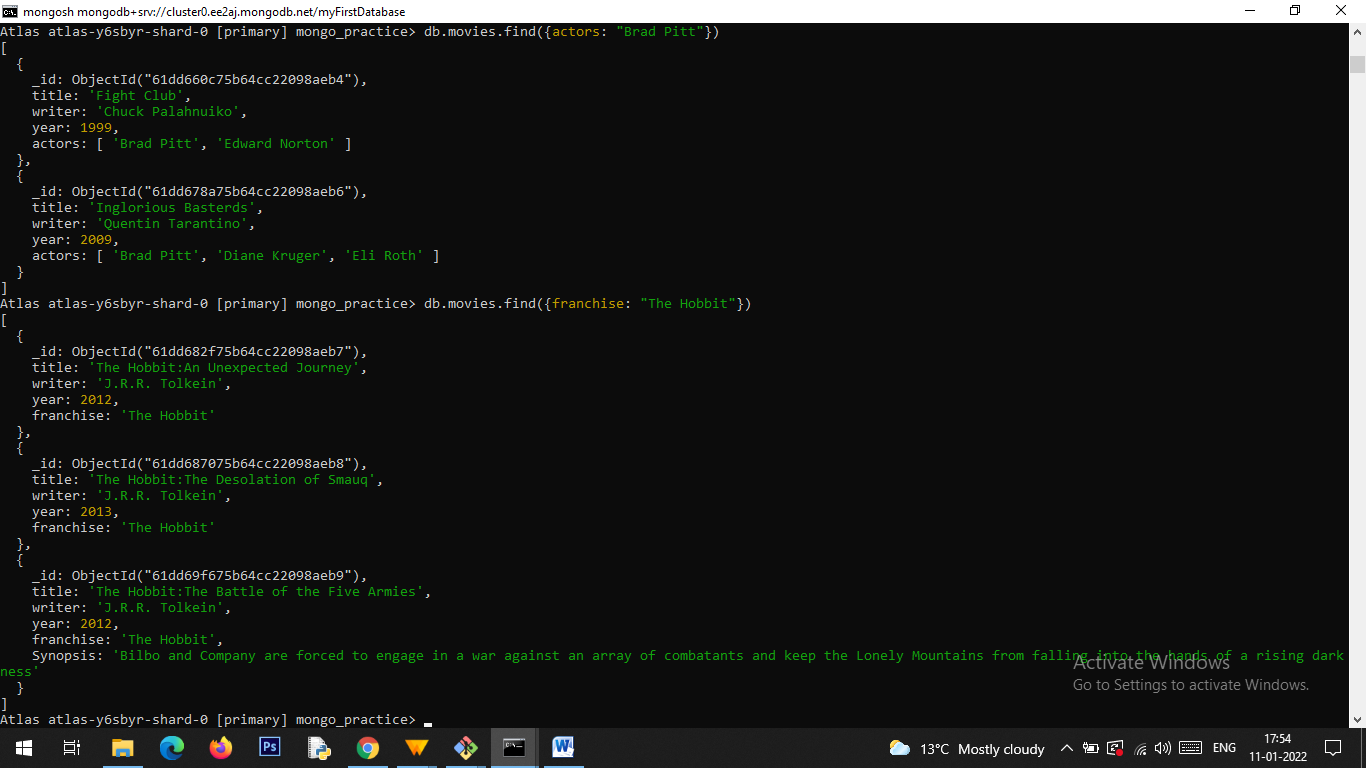 mongosh mongodb+srv://cluster0.ee2aj.mongodb.net/myFirstDatabase
Atlas atlas-y6sbyr-shard-0 [primary] mongo_practice> db.movies.find({actors: "Brad Pitt"})
[
  {
    _id: ObjectId("61dd660c75b64cc22098aeb4"),
    title: 'Fight Club',
    writer: 'Chuck Palahnuiko',
    year: 1999,
    actors: [ 'Brad Pitt', 'Edward Norton' ]
  },
  {
    _id: ObjectId("61dd678a75b64cc22098aeb6"),
    title: 'Inglorious Basterds',
    writer: 'Quentin Tarantino',
    year: 2009,
    actors: [ 'Brad Pitt', 'Diane Kruger', 'Eli Roth' ]
  }
]
Atlas atlas-y6sbyr-shard-0 [primary] mongo_practice> db.movies.find({franchise: "The Hobbit"})
[
  {
    _id: ObjectId("61dd682f75b64cc22098aeb7"),
    title: 'The Hobbit:An Unexpected Journey',
    writer: 'J.R.R. Tolkein',
    year: 2012,
    franchise: 'The Hobbit'
  },
  {
    _id: ObjectId("61dd687075b64cc22098aeb8"),
    title: 'The Hobbit:The Desolation of Smauq',
    writer: 'J.R.R. Tolkein',
    year: 2013,
    franchise: 'The Hobbit'
  },
  {
    _id: ObjectId("61dd69f675b64cc22098aeb9"),
    title: 'The Hobbit:The Battle of the Five Armies',
    writer: 'J.R.R. Tolkein',
    year: 2012,
    franchise: 'The Hobbit',
    Synopsis: 'Bilbo and Company are forced to engage in a war against an array of combatants and keep the Lonely Mountains from falling into the hands of a rising dark
ness'
  }
]
Atlas atlas-y6sbyr-shard-0 [primary] mongo_practice>
Activate Windows
Go to Settings to activate Windows.
Ps
W
13°C Mostly cloudy
ENG
17:54
11-01-2022